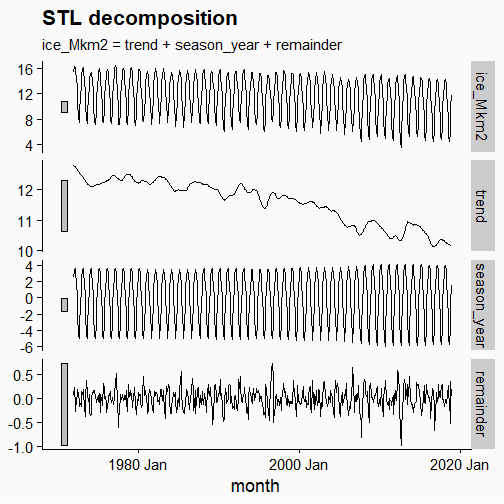 STL decomposition
ice_Mkm2 = trend + season_year + remainder
16
12
8
4
ice_Mkm2
12
11
10
trend
4
2
0
-2
-4
-6
season_year
0.5
0.0
-0.5
-1.0
remainder
1980 Jan
2000 Jan
2020 Jan
month